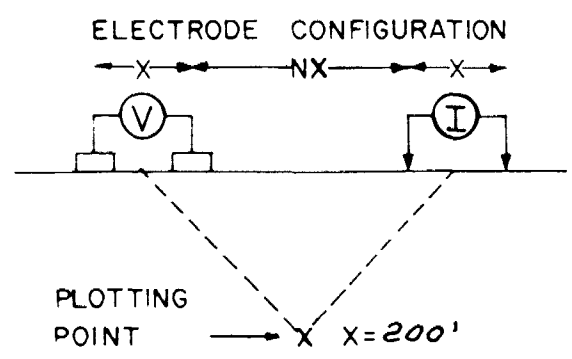 ELECTRODE CONFIGURATION
X NX X
V I
PLOTTING
POINT X X=200'